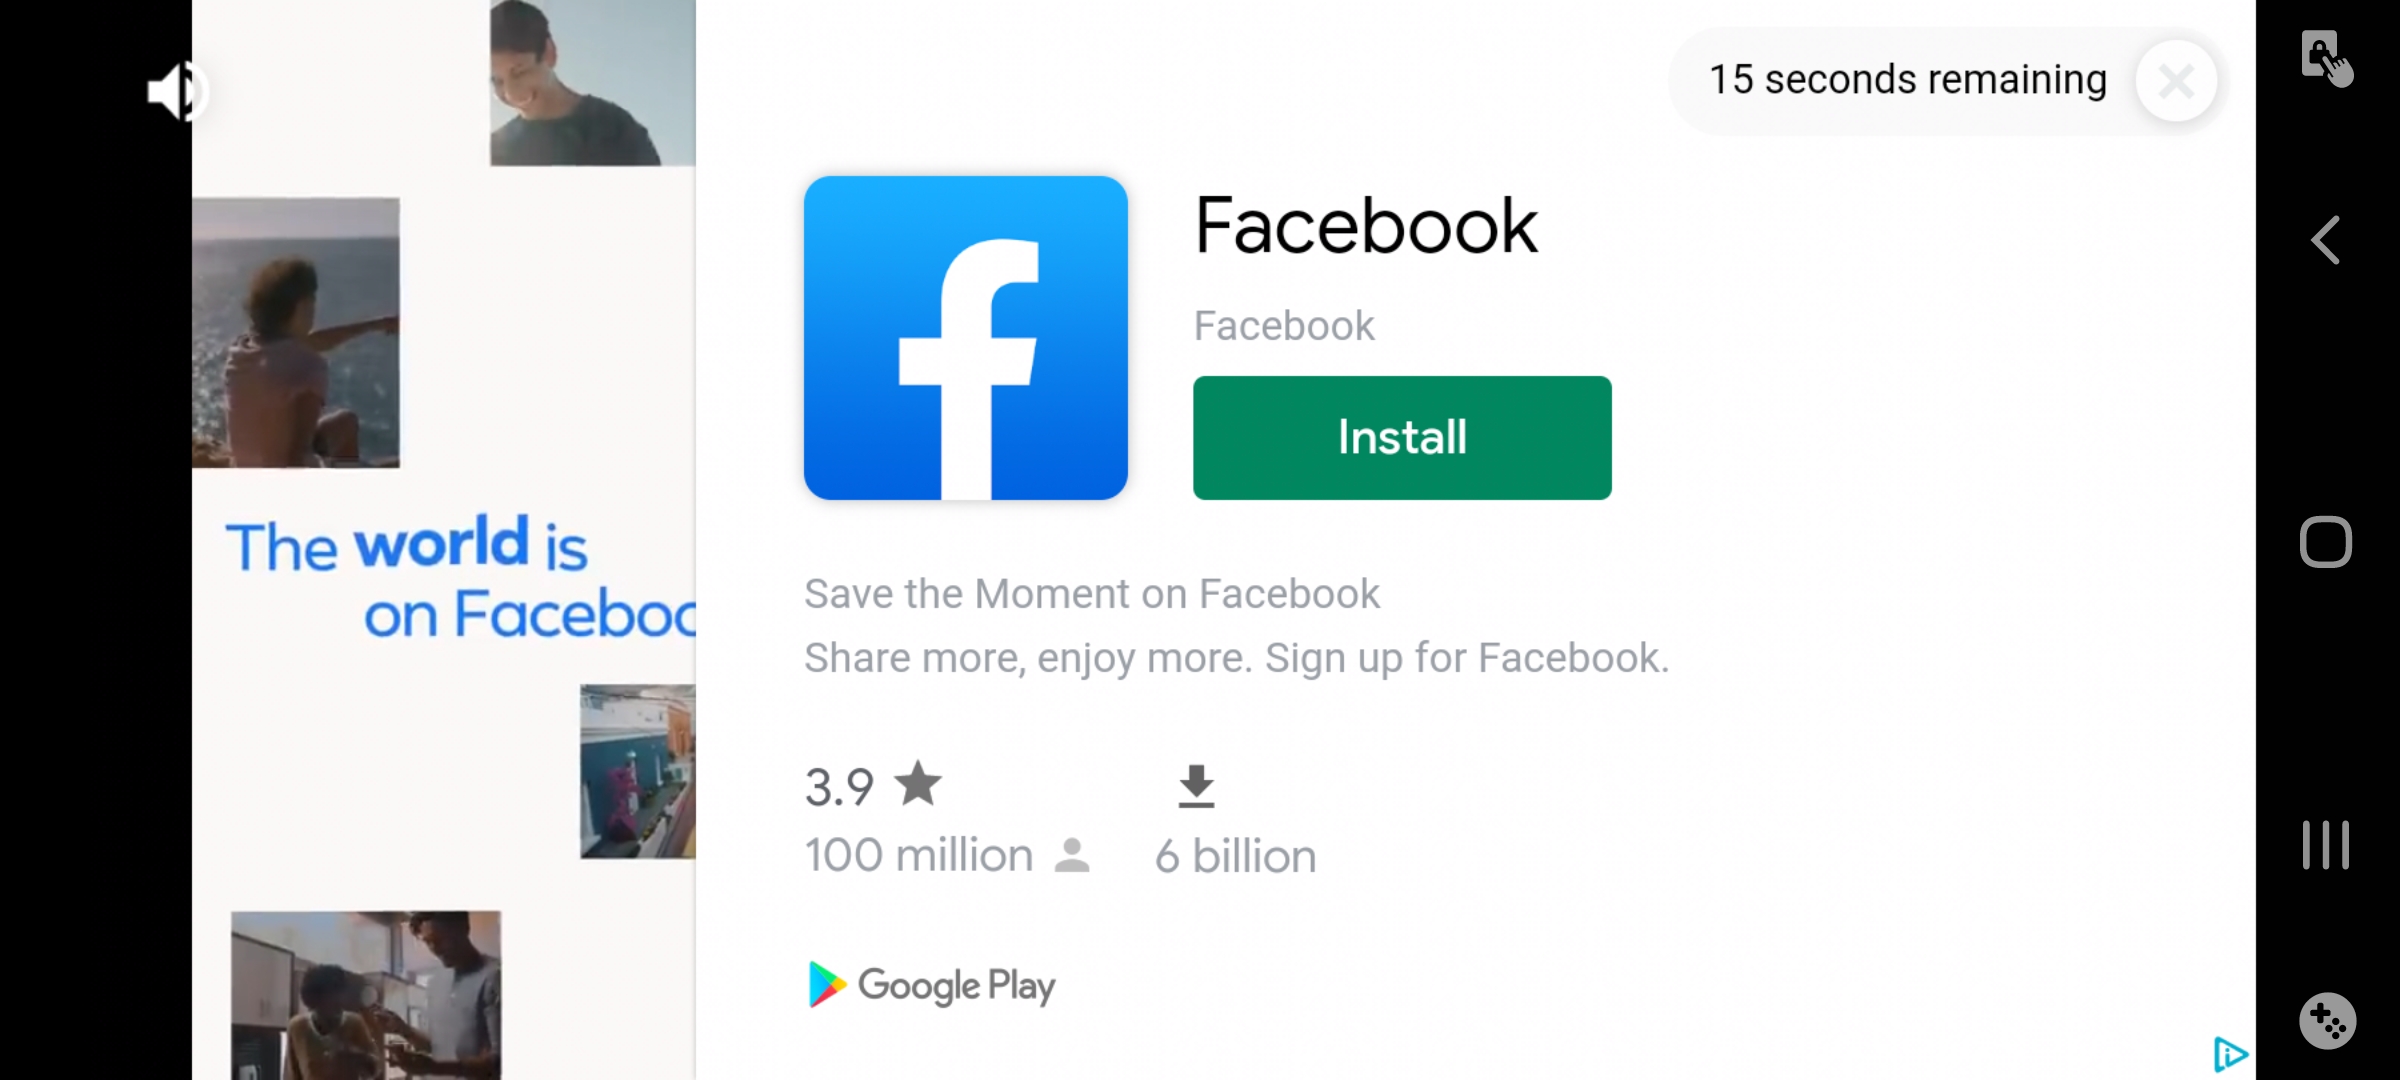 15 seconds remaining
The world is
on Faceboo
Facebook
Facebook
Install
Save the Moment on Facebook
Share more, enjoy more. Sign up for Facebook.
3.9
100 million
6 billion
Google Play